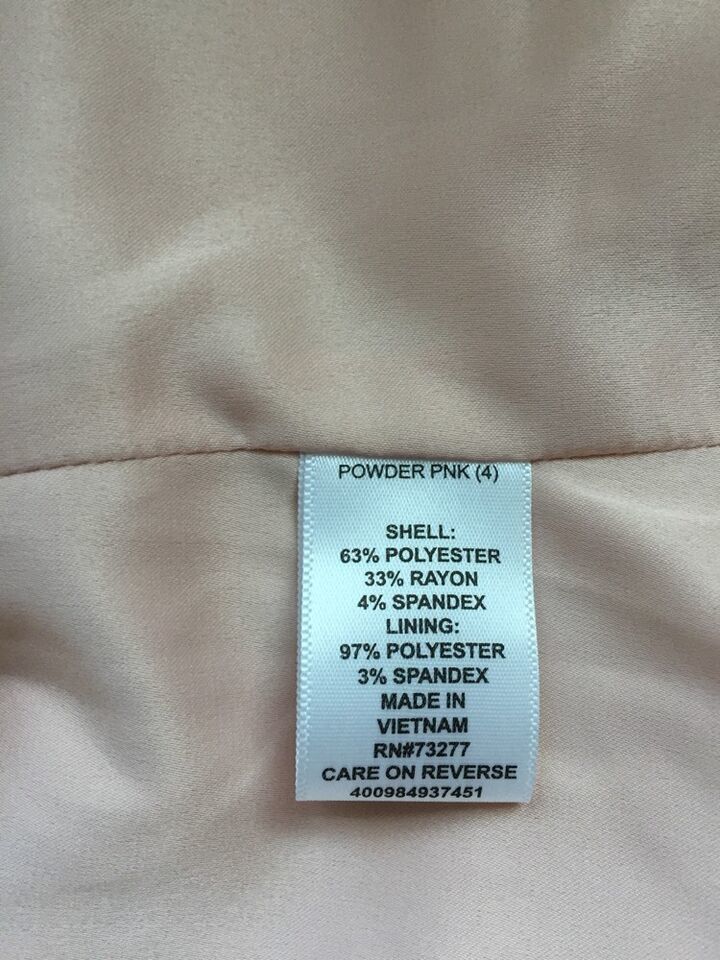 POWDER PNK (4)
SHELL:
63% POLYESTER
33% RAYON
4% SPANDEX
LINING:
97% POLYESTER
3% SPANDEX
MADE IN
VIETNAM
RN#73277
CARE ON REVERSE
400984937451